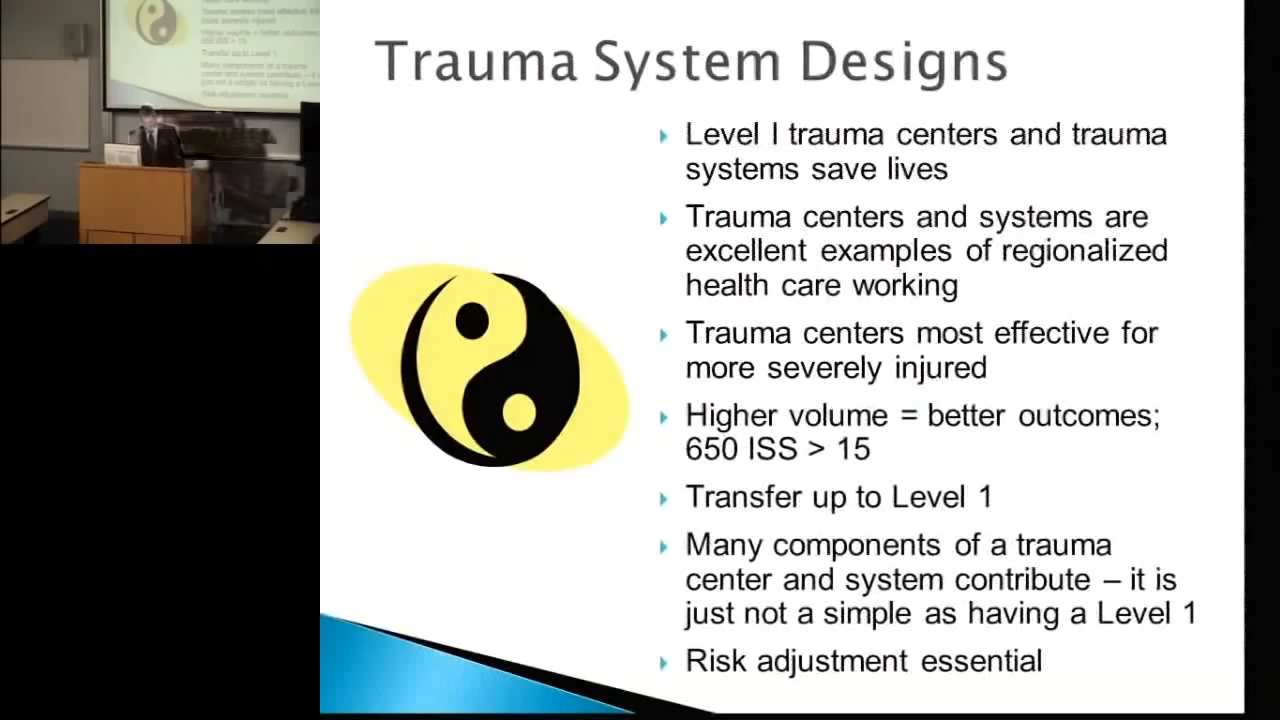 Trauma System Designs
Level I trauma centers and trauma
systems save lives
Trauma centers and systems are
excellent examples of regionalized
health care working
Trauma centers most effective for
more severely injured
Higher volume = better outcomes;
650 ISS > 15
Transfer up to Level 1
Many components of a trauma
center and system contribute – it is
just not a simple as having a Level 1
Risk adjustment essential